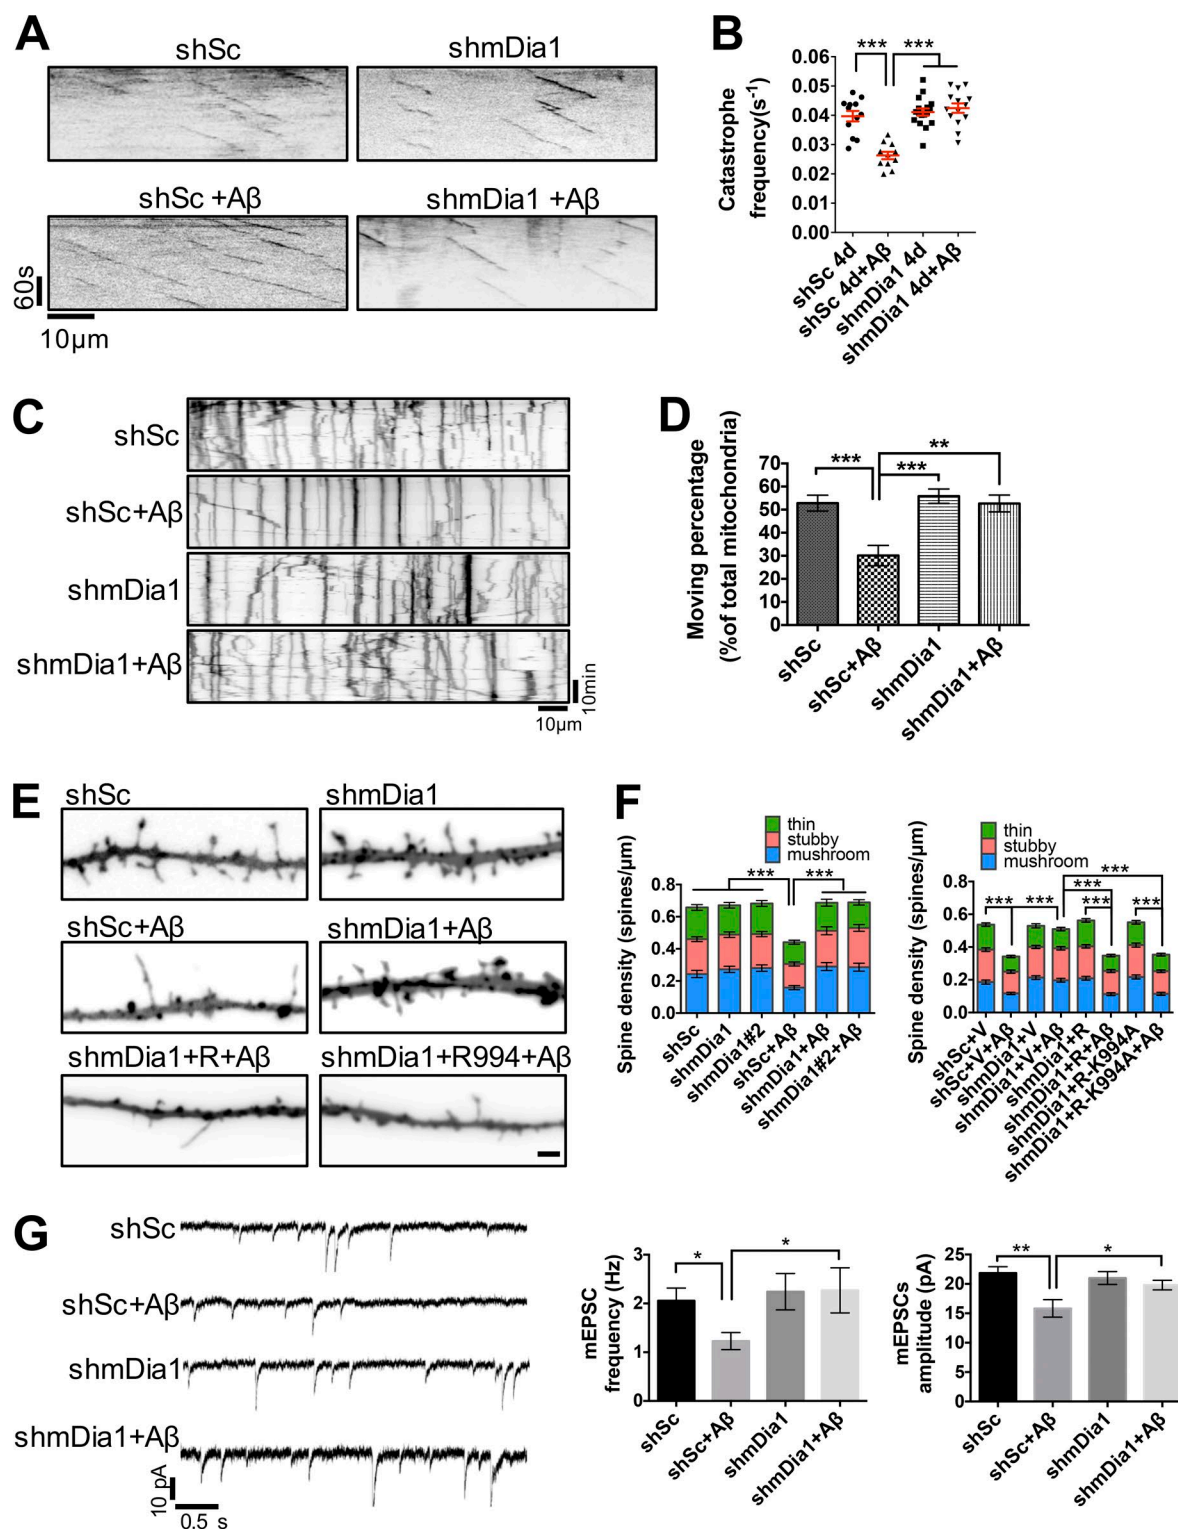 A
shSc
shmDia1
shSc +Aβ
shmDia1 +Aβ
60s
10µm
B
*** ***
Catastrophe
frequency(s-1)
0.06
0.05
0.04
0.03
0.02
0.01
0.00
shSc 4d
shSc 4d+Aβ
shmDia1 4d
shmDia1 4d+Aβ
C
shSc
shSc+Aβ
shmDia1
shmDia1+Aβ
10min
10µm
D
Moving percentage
(%of total mitochondria)
70
60
50
40
30
20
10
0
**
*** ***
shSc
shSc+Aβ
shmDia1
shmDia1+Aβ
E
shSc
shmDia1
shSc+Aβ
shmDia1+Aβ
shmDia1+R+Aβ
shmDia1+R994+Aβ
F
thin
stubby
mushroom
Spine density (spines/µm)
0.8
0.6
0.4
0.2
0.0
*** ***
shSc
shmDia1
shmDia1#2
shSc+Aβ
shmDia1+Aβ
shmDia1#2+Aβ
thin
stubby
mushroom
Spine density (spines/µm)
0.8
0.6
0.4
0.2
0.0
***
***
*** *** *** ***
shSc+V
shSc+V+Aβ
shmDia1+V
shmDia1+V+Aβ
shmDia1+R
shmDia1+R+Aβ
shmDia1+R-K994A
shmDia1+R-K994A+Aβ
G
shSc
shSc+Aβ
shmDia1
shmDia1+Aβ
10 pA
0.5 s
mEPSC
frequency (Hz)
3
2
1
0
* *
shSc
shSc+Aβ
shmDia1
shmDia1+Aβ
mEPSCs
amplitude (pA)
25
20
15
10
5
0
** *
shSc
shSc+Aβ
shmDia1
shmDia1+Aβ